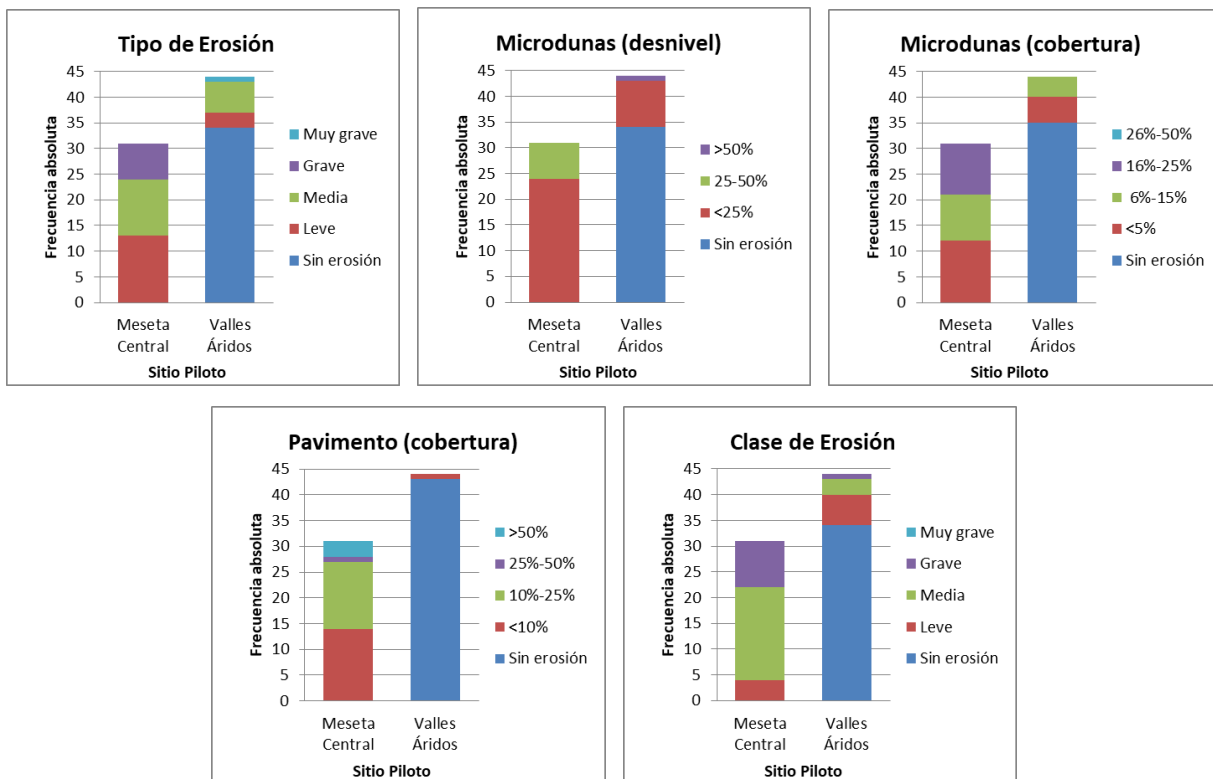 Tipo de Erosión
Frecuencia absoluta
45
40
35
30
25
20
15
10
5
0
Muy grave
Grave
Media
Leve
Sin erosión
Meseta Central
Valles Áridos
Sitio Piloto
Microdunas (desnivel)
Frecuencia absoluta
45
40
35
30
25
20
15
10
5
0
>50%
25-50%
<25%
Sin erosión
Meseta Central
Valles Áridos
Sitio Piloto
Microdunas (cobertura)
Frecuencia absoluta
45
40
35
30
25
20
15
10
5
0
26%-50%
16%-25%
6%-15%
<5%
Sin erosión
Meseta Central
Valles Áridos
Sitio Piloto
Pavimento (cobertura)
Frecuencia absoluta
45
40
35
30
25
20
15
10
5
0
>50%
25%-50%
10%-25%
<10%
Sin erosión
Meseta Central
Valles Áridos
Sitio Piloto
Clase de Erosión
Frecuencia absoluta
45
40
35
30
25
20
15
10
5
0
Muy grave
Grave
Media
Leve
Sin erosión
Meseta Central
Valles Áridos
Sitio Piloto